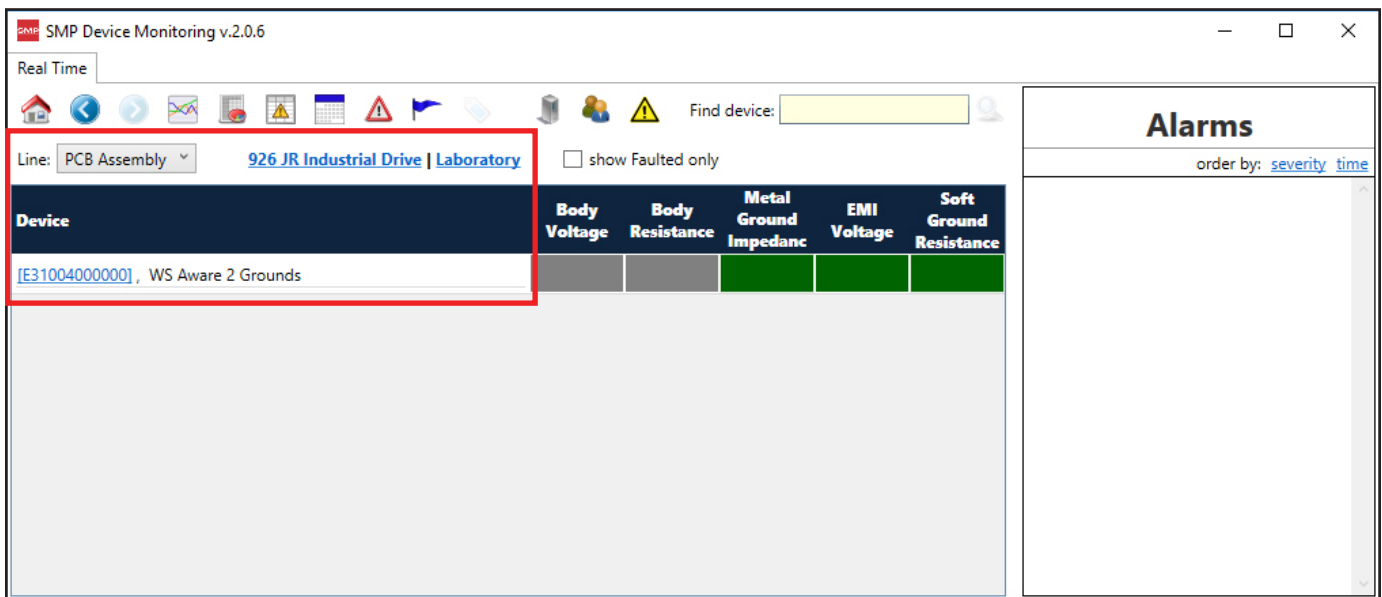 SMP SMP Device Monitoring v.2.0.6
Real Time
Find device:
Line: PCB Assembly 926 JR Industrial Drive | Laboratory show Faulted only
Device
Body Voltage
Body Resistance
Metal Ground Impedanc
EMI Voltage
Soft Ground Resistance
[E31004000000] , WS Aware 2 Grounds
Alarms
order by: severity time